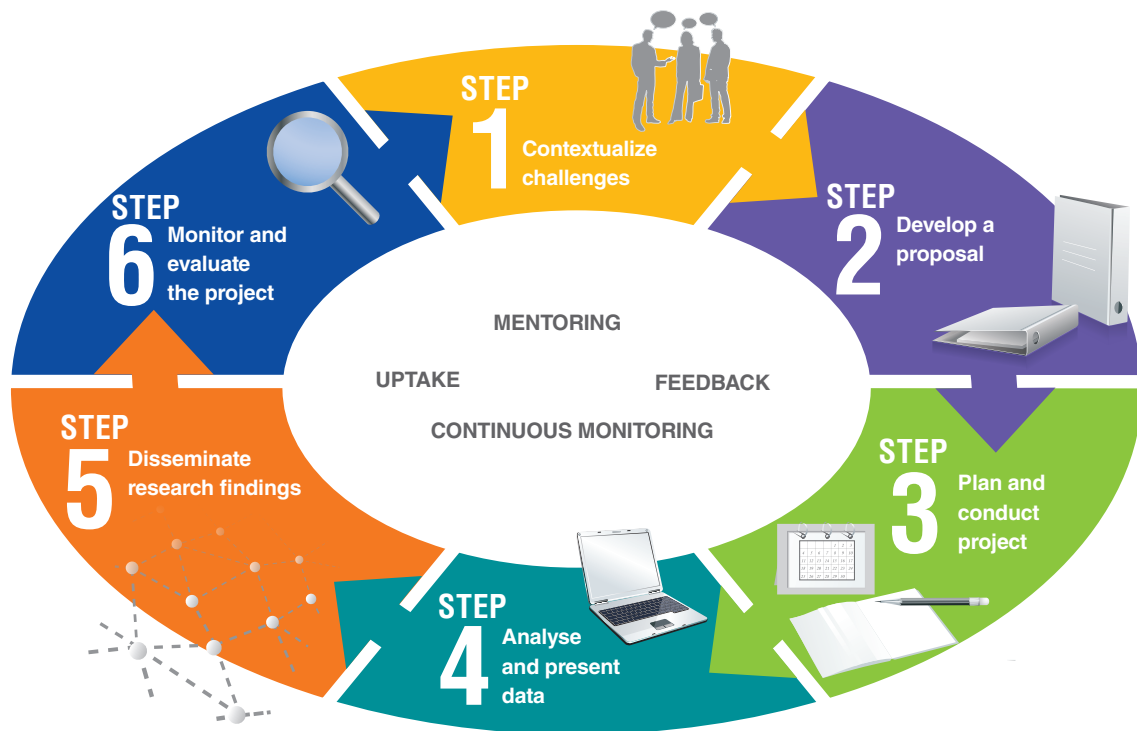 STEP
1
Contextualize
challenges
STEP
2
Develop a
proposal
STEP
3
Plan and
conduct
project
STEP
4
Analyse
and present
data
STEP
5
Disseminate
research findings
STEP
6
Monitor and
evaluate
the project
MENTORING
UPTAKE
FEEDBACK
CONTINUOUS MONITORING